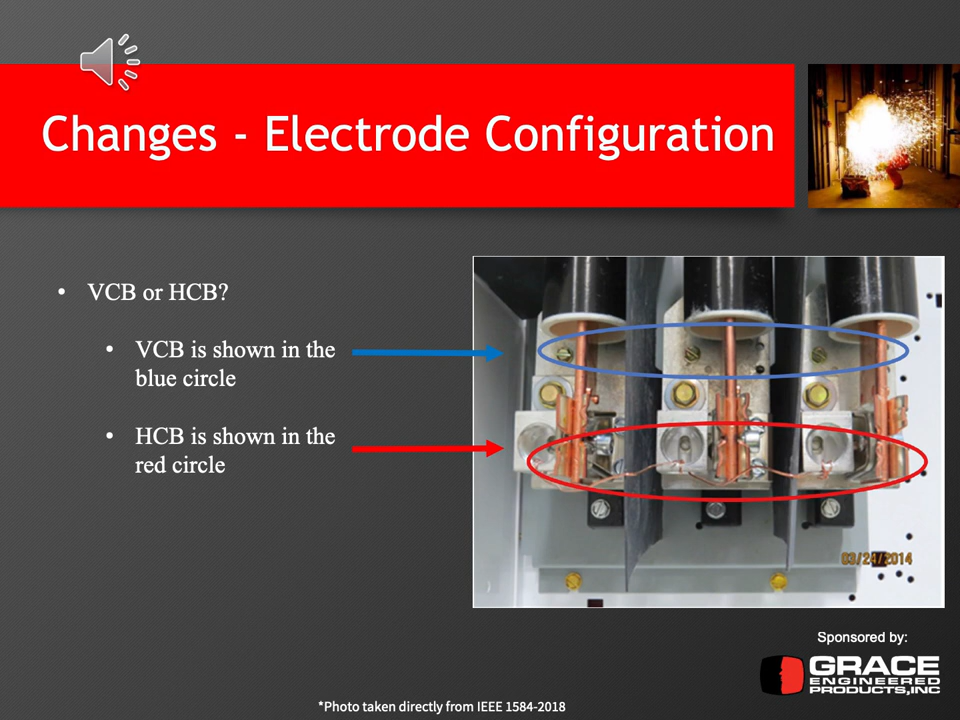 Changes - Electrode Configuration
• VCB or HCB?
• VCB is shown in the
blue circle
• HCB is shown in the
red circle
03/24/2014
Sponsored by:
GRACE
ENGINEERED
PRODUCTS,INC
*Photo taken directly from IEEE 1584-2018